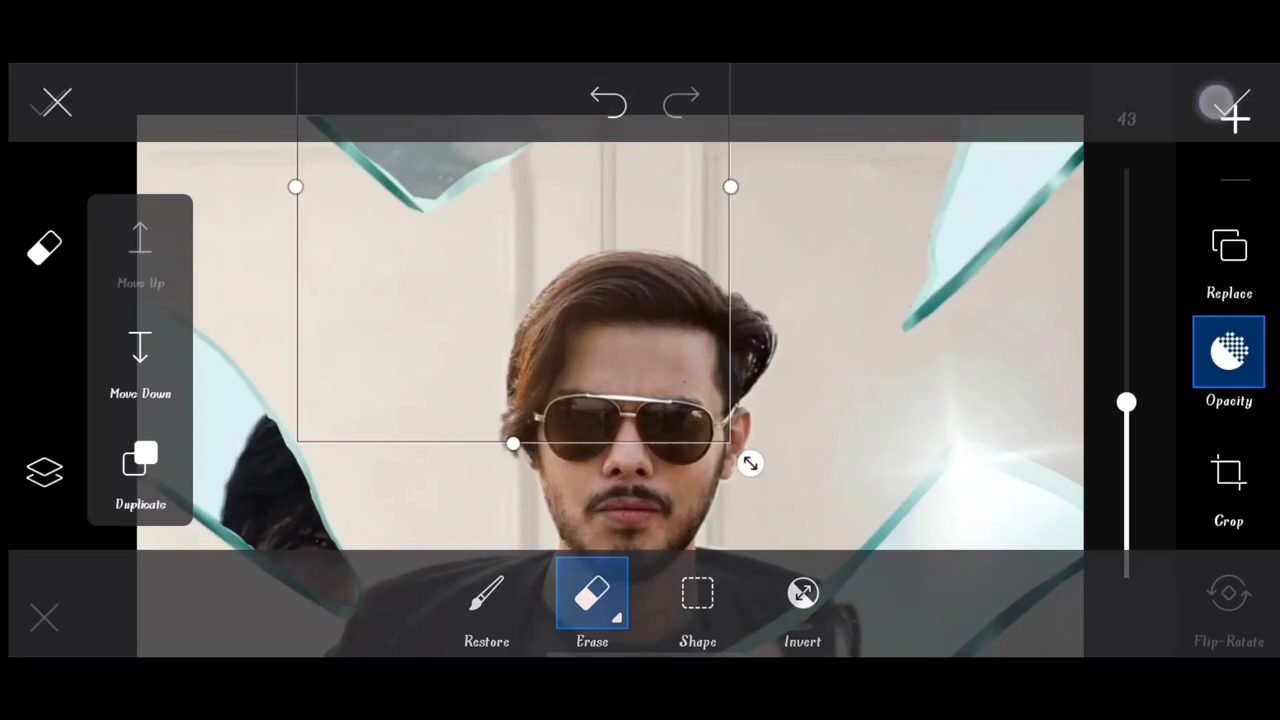 43
Move Up
Move Down
Duplicate
Replace
Opacity
Crop
Flip-Rotate
Restore
Erase
Shape
Invert